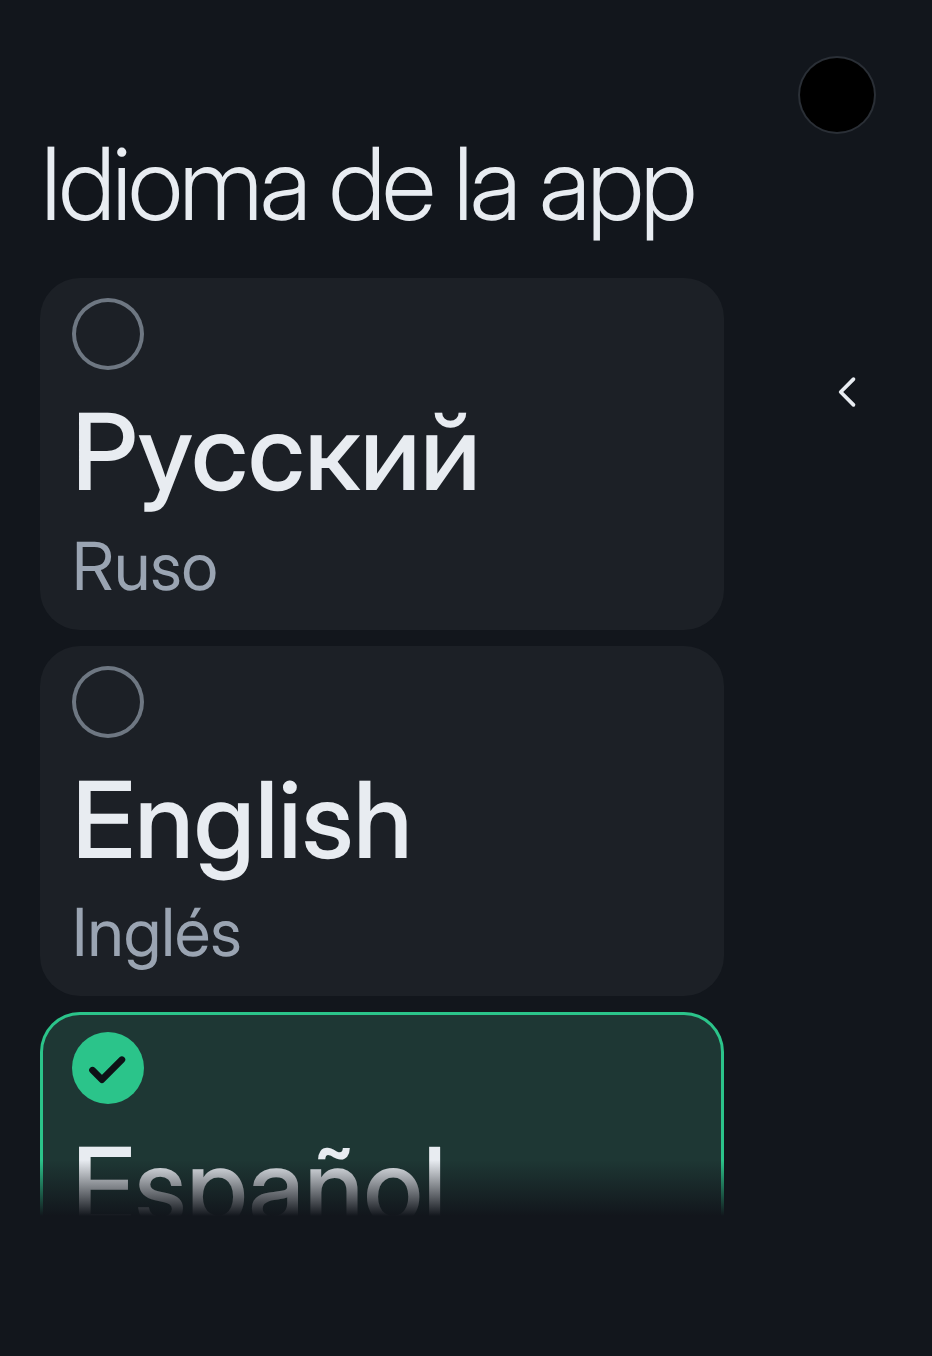 Idioma de la app
Русский
Ruso
English
Inglés
Español